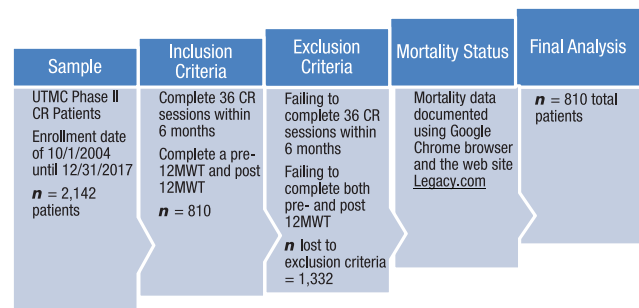 Sample
UTMC Phase II
CR Patients
Enrollment date
of 10/1/2004
until 12/31/2017
n = 2,142
patients
Inclusion
Criteria
Complete 36 CR
sessions within
6 months
Complete a pre-
12MWT and post
12MWT
n = 810
Exclusion
Criteria
Failing to
complete 36 CR
sessions within
6 months
Failing to
complete both
pre- and post
12MWT
n lost to
exclusion criteria
= 1,332
Mortality Status
Mortality data
documented
using Google
Chrome browser
and the web site
Legacy.com
Final Analysis
n = 810 total
patients